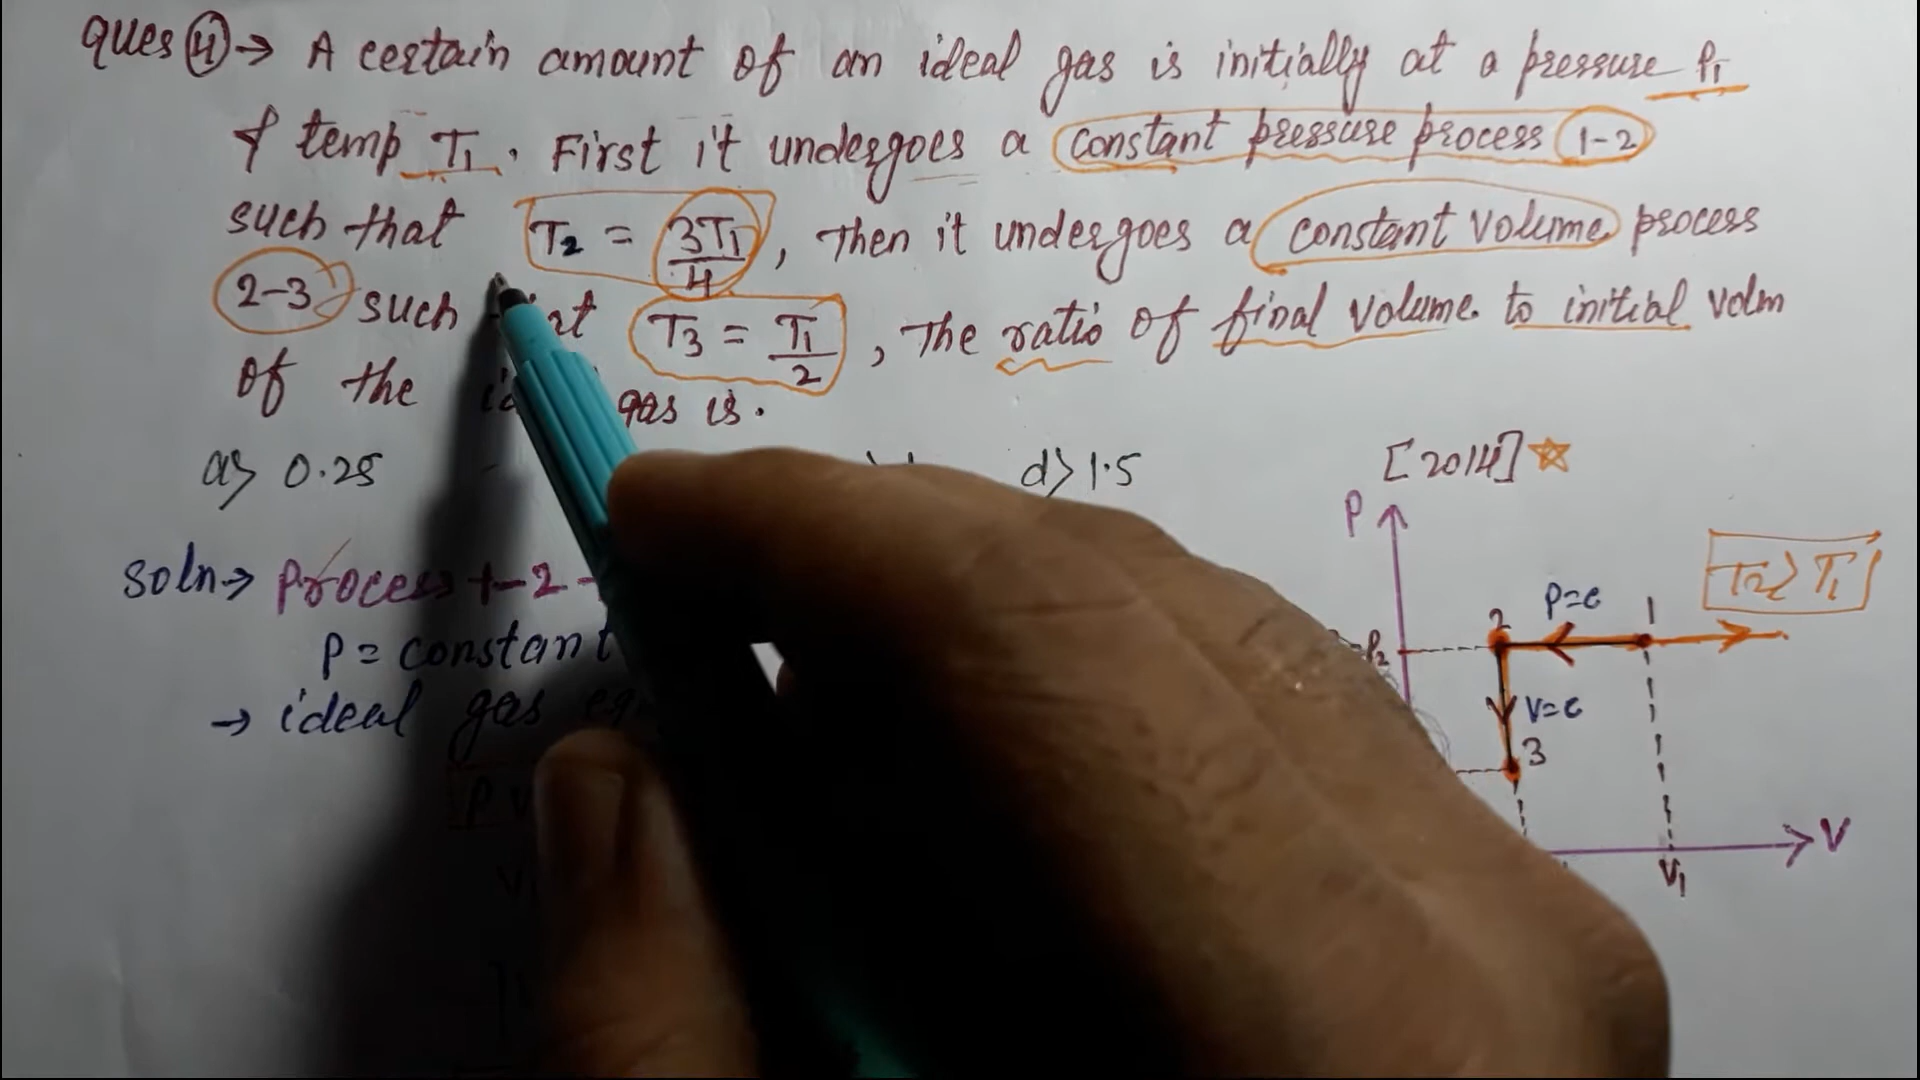 Ques (4) → A certain amount of an ideal gas is initially at a pressure P₁
& temp T₁. First it undergoes a constant pressure process 1-2
such that T₂ = 3T₁/4, Then it undergoes a constant volume process
2-3 such T₃ = T₁/2, The ratio of final volume to initial volm
of the gas is.
a> 0.25 d> 1.5
[2014] ☆
Soln → Process 1-2 -
P = constant
→ ideal gas
P
T₂ > T₁
P=c
2
1
P₂
V=c
3
V
V₁